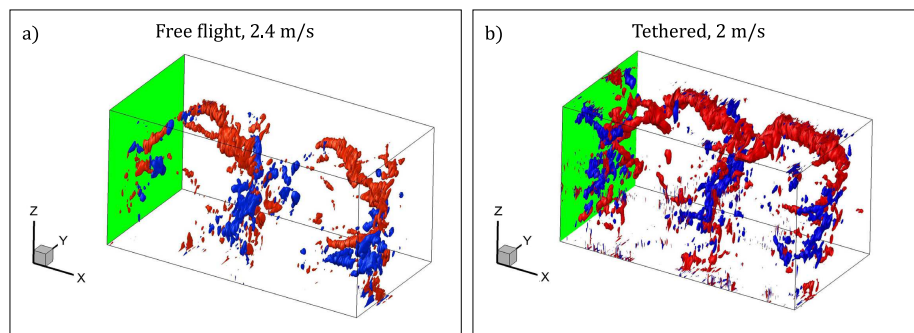 a) Free flight, 2.4 m/s
Z
Y
X
b) Tethered, 2 m/s
Z
Y
X